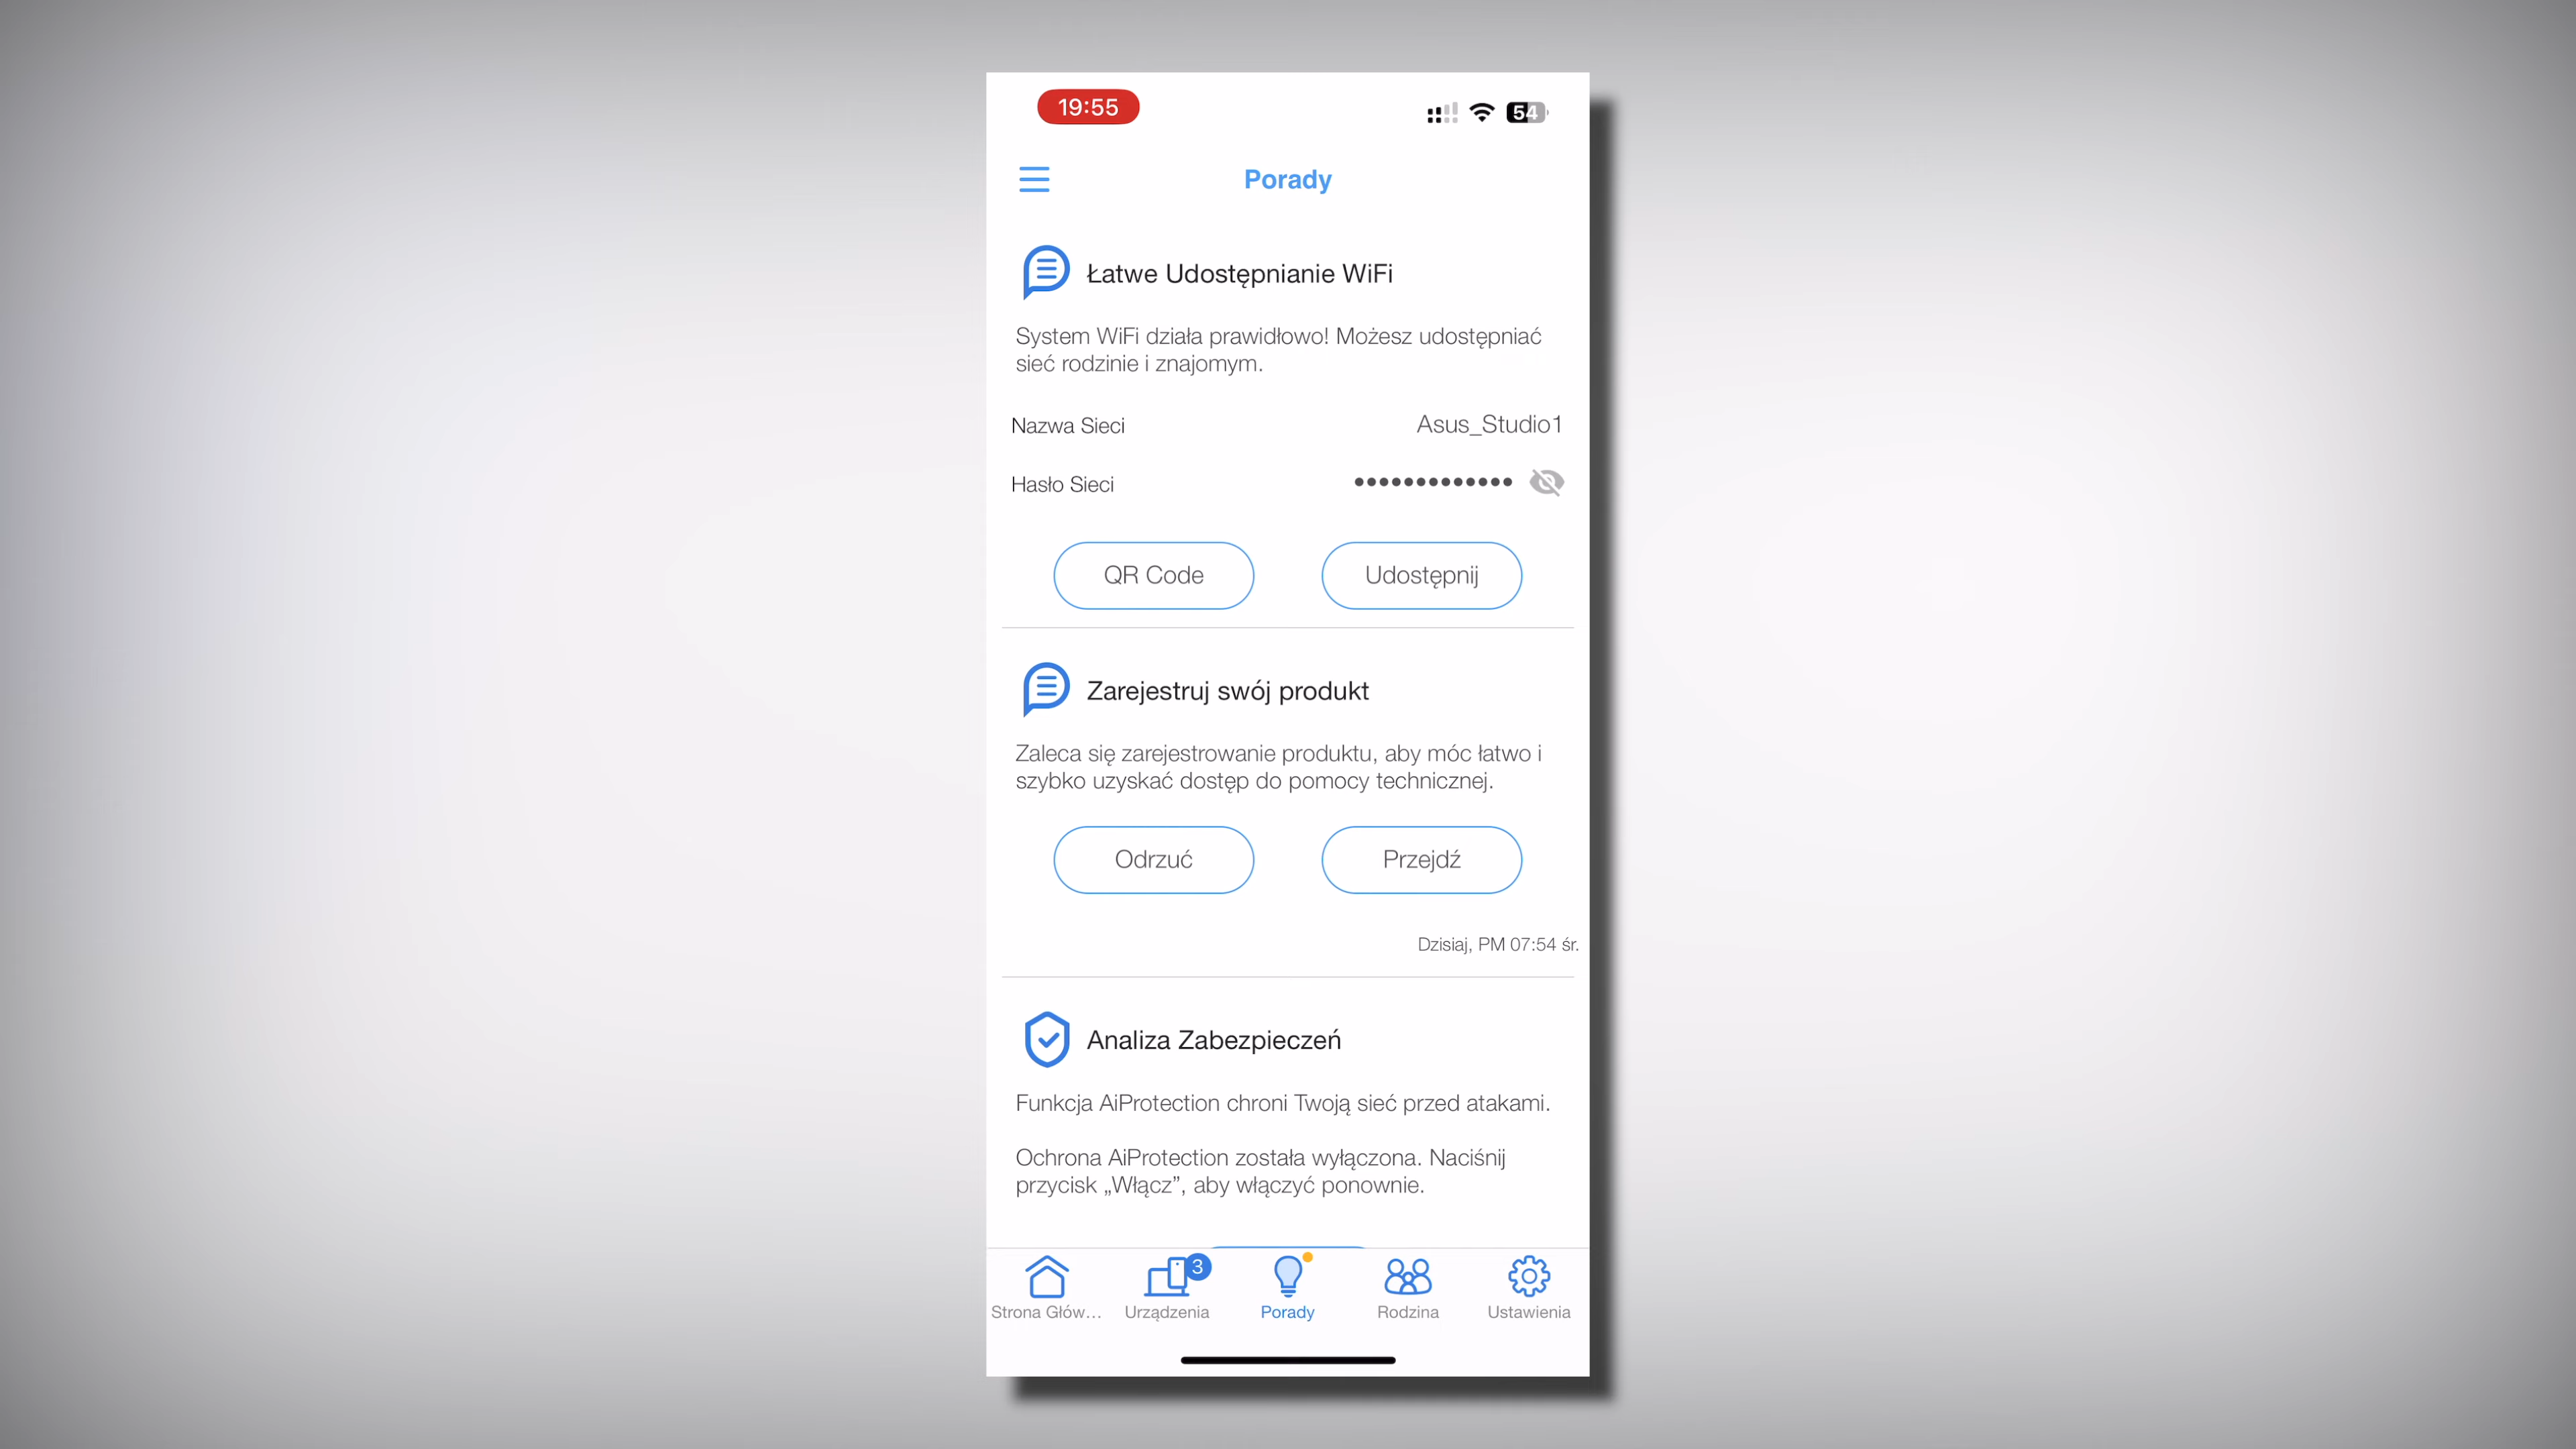 19:55
54
Porady
Łatwe Udostępnianie WiFi
System WiFi działa prawidłowo! Możesz udostępniać
sieć rodzinie i znajomym.
Nazwa Sieci
Asus_Studio1
Hasło Sieci
•••••••••••••
QR Code
Udostępnij
Zarejestruj swój produkt
Zaleca się zarejestrowanie produktu, aby móc łatwo i
szybko uzyskać dostęp do pomocy technicznej.
Odrzuć
Przejdź
Dzisiaj, PM 07:54 śr.
Analiza Zabezpieczeń
Funkcja AiProtection chroni Twoją sieć przed atakami.
Ochrona AiProtection została wyłączona. Naciśnij
przycisk „Włącz”, aby włączyć ponownie.
3
Strona Głów...
Urządzenia
Porady
Rodzina
Ustawienia